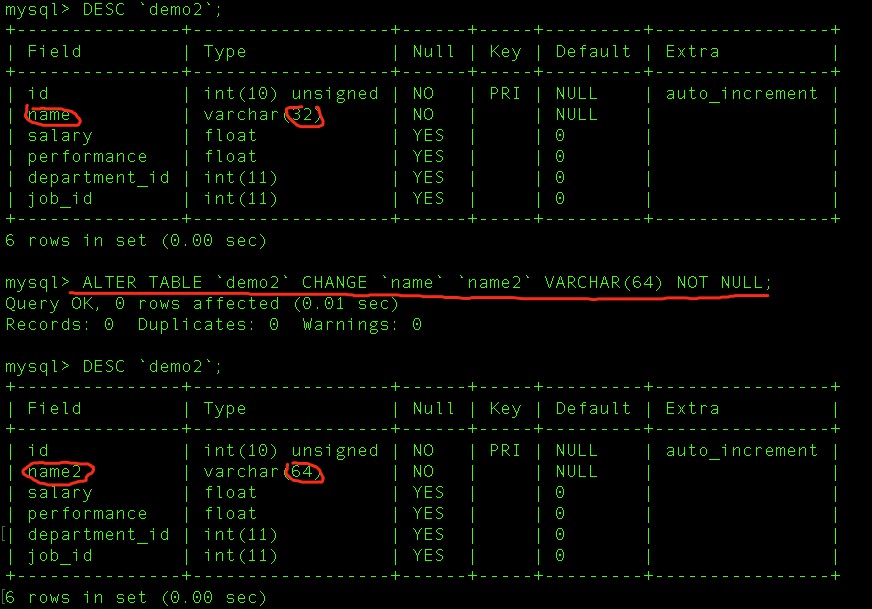 mysql> DESC `demo2`;
+---------------+------------------+------+-----+---------+----------------+
| Field         | Type             | Null | Key | Default | Extra          |
+---------------+------------------+------+-----+---------+----------------+
| id            | int(10) unsigned | NO   | PRI | NULL    | auto_increment |
| name          | varchar(32)      | NO   |     | NULL    |                |
| salary        | float            | YES  |     | 0       |                |
| performance   | float            | YES  |     | 0       |                |
| department_id | int(11)          | YES  |     | 0       |                |
| job_id        | int(11)          | YES  |     | 0       |                |
+---------------+------------------+------+-----+---------+----------------+
6 rows in set (0.00 sec)
mysql> ALTER TABLE `demo2` CHANGE `name` `name2` VARCHAR(64) NOT NULL;
Query OK, 0 rows affected (0.01 sec)
Records: 0  Duplicates: 0  Warnings: 0
mysql> DESC `demo2`;
+---------------+------------------+------+-----+---------+----------------+
| Field         | Type             | Null | Key | Default | Extra          |
+---------------+------------------+------+-----+---------+----------------+
| id            | int(10) unsigned | NO   | PRI | NULL    | auto_increment |
| name2         | varchar(64)      | NO   |     | NULL    |                |
| salary        | float            | YES  |     | 0       |                |
| performance   | float            | YES  |     | 0       |                |
[| department_id | int(11)          | YES  |     | 0       |                |
| job_id        | int(11)          | YES  |     | 0       |                |
+---------------+------------------+------+-----+---------+----------------+
[6 rows in set (0.00 sec)